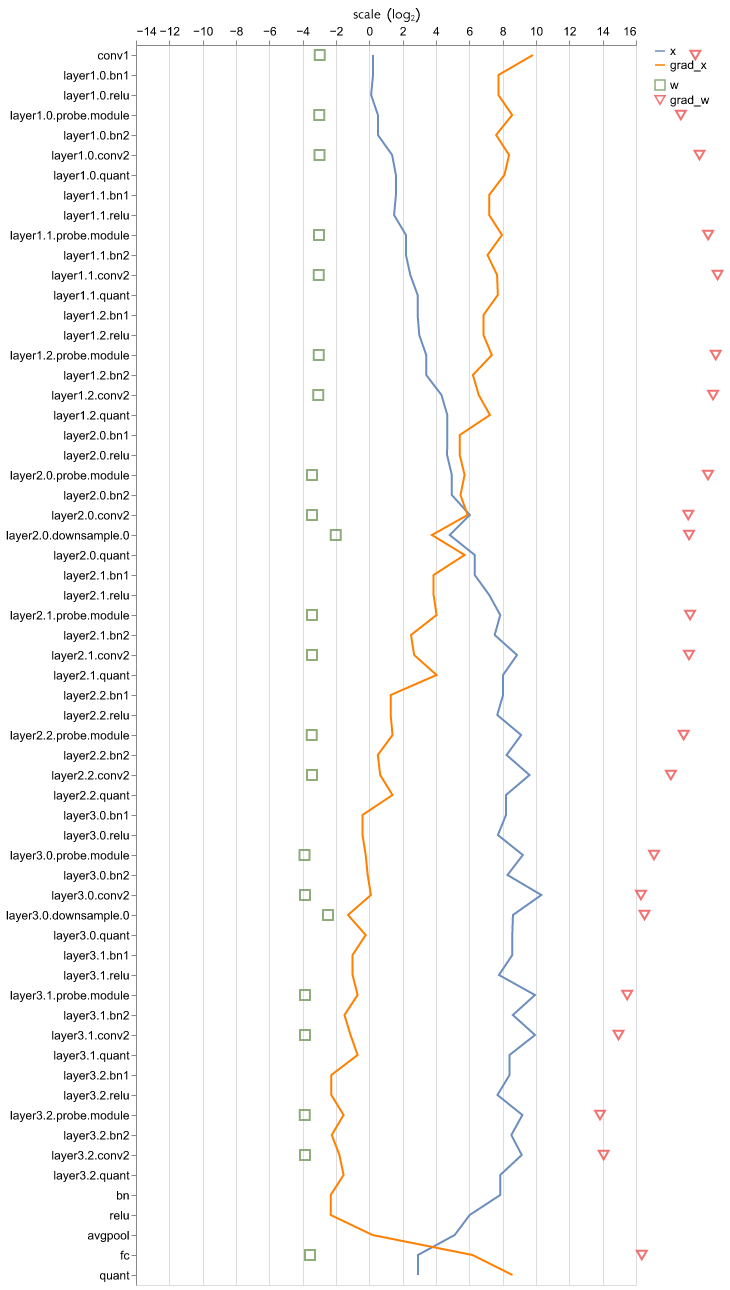 scale (log₂)
−14 −12 −10 −8 −6 −4 −2 0 2 4 6 8 10 12 14 16
x
grad_x
w
grad_w
conv1
layer1.0.bn1
layer1.0.relu
layer1.0.probe.module
layer1.0.bn2
layer1.0.conv2
layer1.0.quant
layer1.1.bn1
layer1.1.relu
layer1.1.probe.module
layer1.1.bn2
layer1.1.conv2
layer1.1.quant
layer1.2.bn1
layer1.2.relu
layer1.2.probe.module
layer1.2.bn2
layer1.2.conv2
layer1.2.quant
layer2.0.bn1
layer2.0.relu
layer2.0.probe.module
layer2.0.bn2
layer2.0.conv2
layer2.0.downsample.0
layer2.0.quant
layer2.1.bn1
layer2.1.relu
layer2.1.probe.module
layer2.1.bn2
layer2.1.conv2
layer2.1.quant
layer2.2.bn1
layer2.2.relu
layer2.2.probe.module
layer2.2.bn2
layer2.2.conv2
layer2.2.quant
layer3.0.bn1
layer3.0.relu
layer3.0.probe.module
layer3.0.bn2
layer3.0.conv2
layer3.0.downsample.0
layer3.0.quant
layer3.1.bn1
layer3.1.relu
layer3.1.probe.module
layer3.1.bn2
layer3.1.conv2
layer3.1.quant
layer3.2.bn1
layer3.2.relu
layer3.2.probe.module
layer3.2.bn2
layer3.2.conv2
layer3.2.quant
bn
relu
avgpool
fc
quant